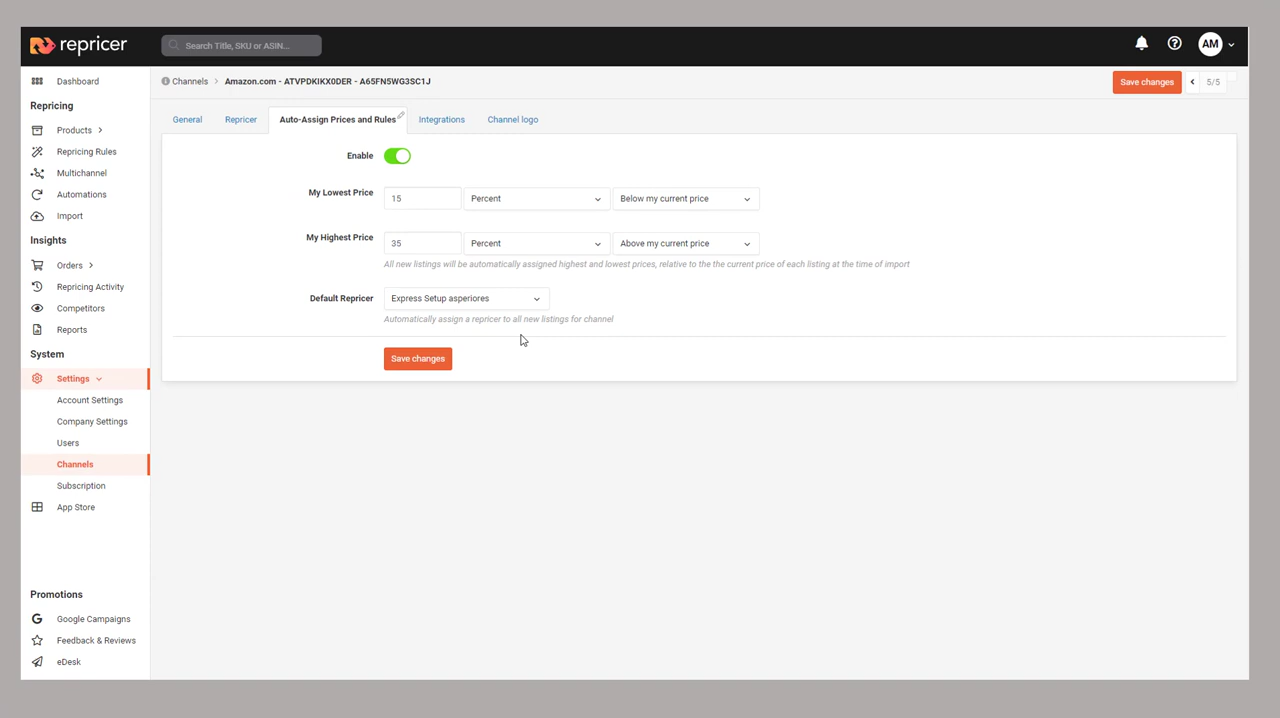 repricer
Search Title, SKU or ASIN...
AM
Dashboard
Repricing
Products
Repricing Rules
Multichannel
Automations
Import
Insights
Orders
Repricing Activity
Competitors
Reports
System
Settings
Account Settings
Company Settings
Users
Channels
Subscription
App Store
Promotions
Google Campaigns
Feedback & Reviews
eDesk
Channels > Amazon.com - ATVPDKIKX0DER - A65FN5WG3SC1J
Save changes
5/5
General Repricer Auto-Assign Prices and Rules Integrations Channel logo
Enable
My Lowest Price 15 Percent Below my current price
My Highest Price 35 Percent Above my current price
All new listings will be automatically assigned highest and lowest prices, relative to the the current price of each listing at the time of import
Default Repricer Express Setup asperiores
Automatically assign a repricer to all new listings for channel
Save changes